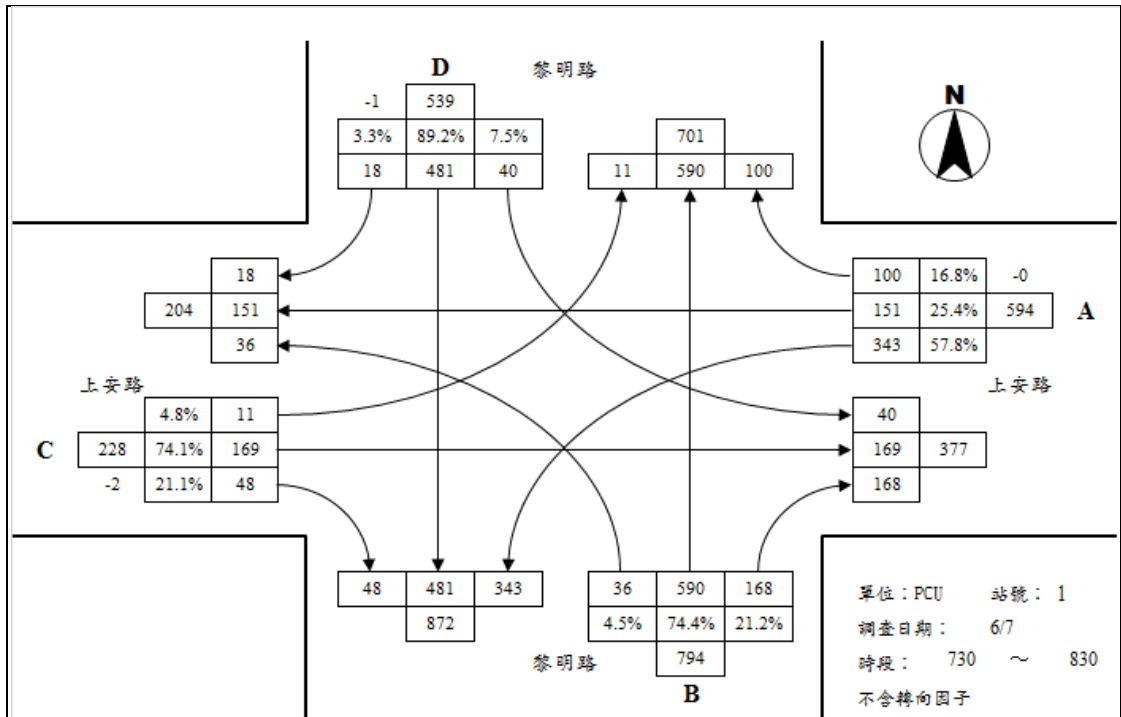 D 黎明路
N
-1 539
3.3% 89.2% 7.5%
18 481 40
701
11 590 100
18
204 151
36
100 16.8% -0
151 25.4% 594 A
343 57.8%
上安路
上安路
4.8% 11
C 228 74.1% 169
-2 21.1% 48
40
169 377
168
48 481 343
872
36 590 168
4.5% 74.4% 21.2%
794
黎明路
B
單位：PCU 站號： 1
調查日期： 6/7
時段： 730 ～ 830
不含轉向因子